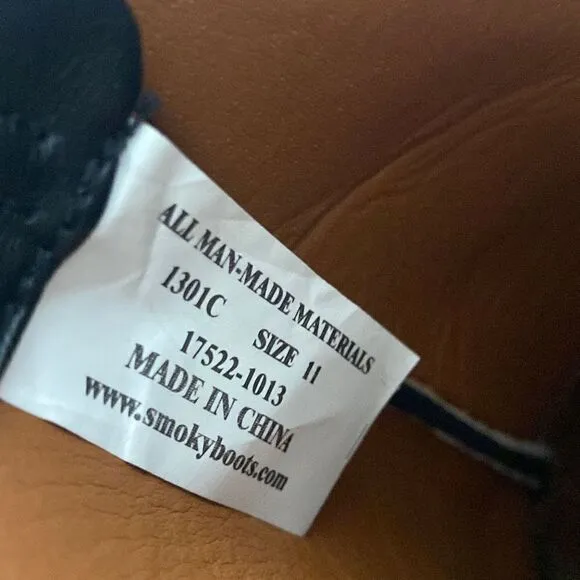 ALL MAN-MADE MATERIALS
1301C SIZE 11
17522-1013
MADE IN CHINA
www.smokyboots.com